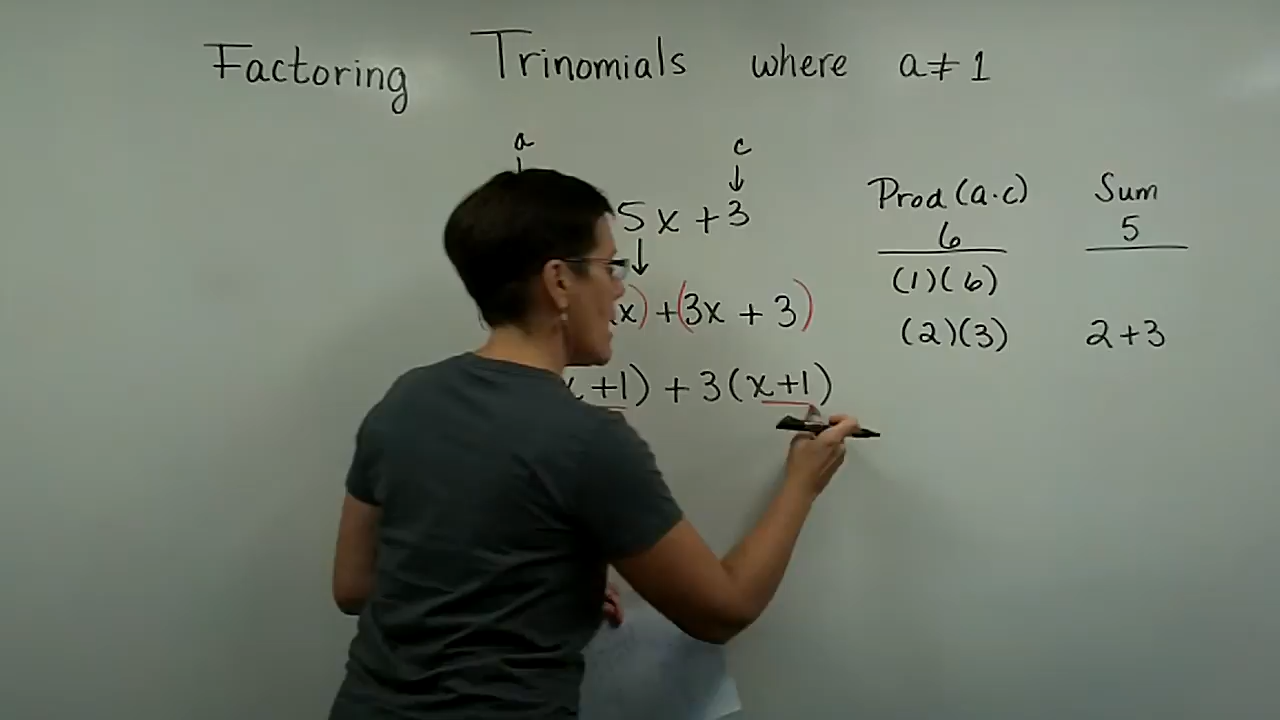 Factoring Trinomials where a≠1
a c
↓
5x + 3
↓
x) + (3x + 3)
x+1) + 3(x+1)
Prod (a·c) Sum
6 5
(1)(6)
(2)(3) 2+3